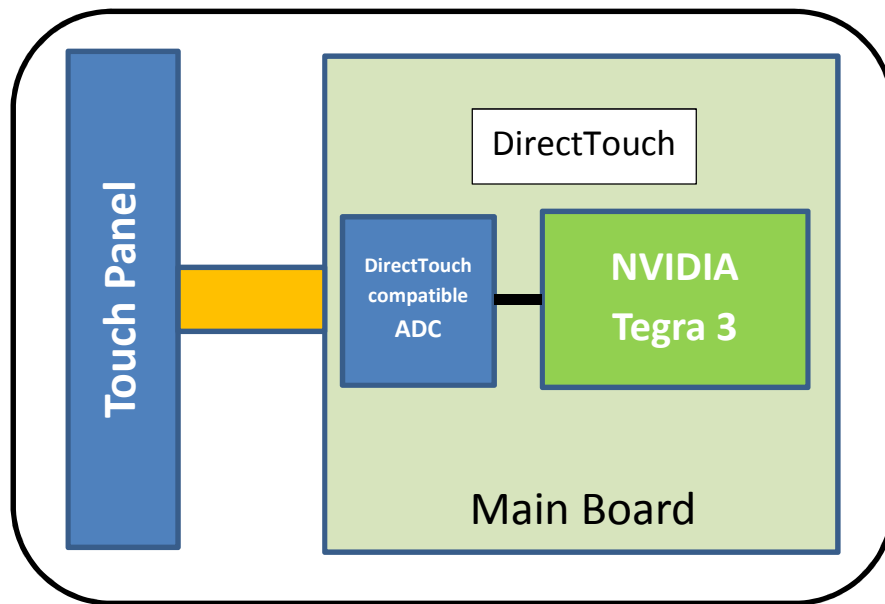 Touch Panel
DirectTouch
DirectTouch
compatible
ADC
NVIDIA
Tegra 3
Main Board